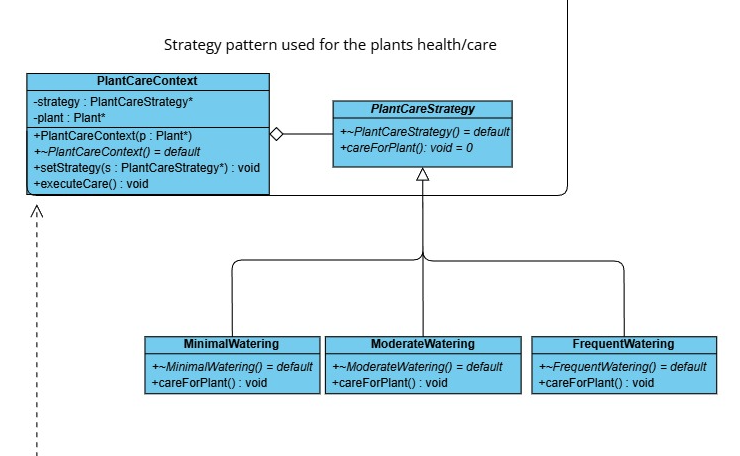 Strategy pattern used for the plants health/care
PlantCareContext
-strategy : PlantCareStrategy*
-plant : Plant*
+PlantCareContext(p : Plant*)
+~PlantCareContext() = default
+setStrategy(s : PlantCareStrategy*) : void
+executeCare() : void
PlantCareStrategy
+~PlantCareStrategy() = default
+careForPlant(): void = 0
MinimalWatering
+~MinimalWatering() = default
+careForPlant() : void
ModerateWatering
+~ModerateWatering() = default
+careForPlant() : void
FrequentWatering
+~FrequentWatering() = default
+careForPlant() : void